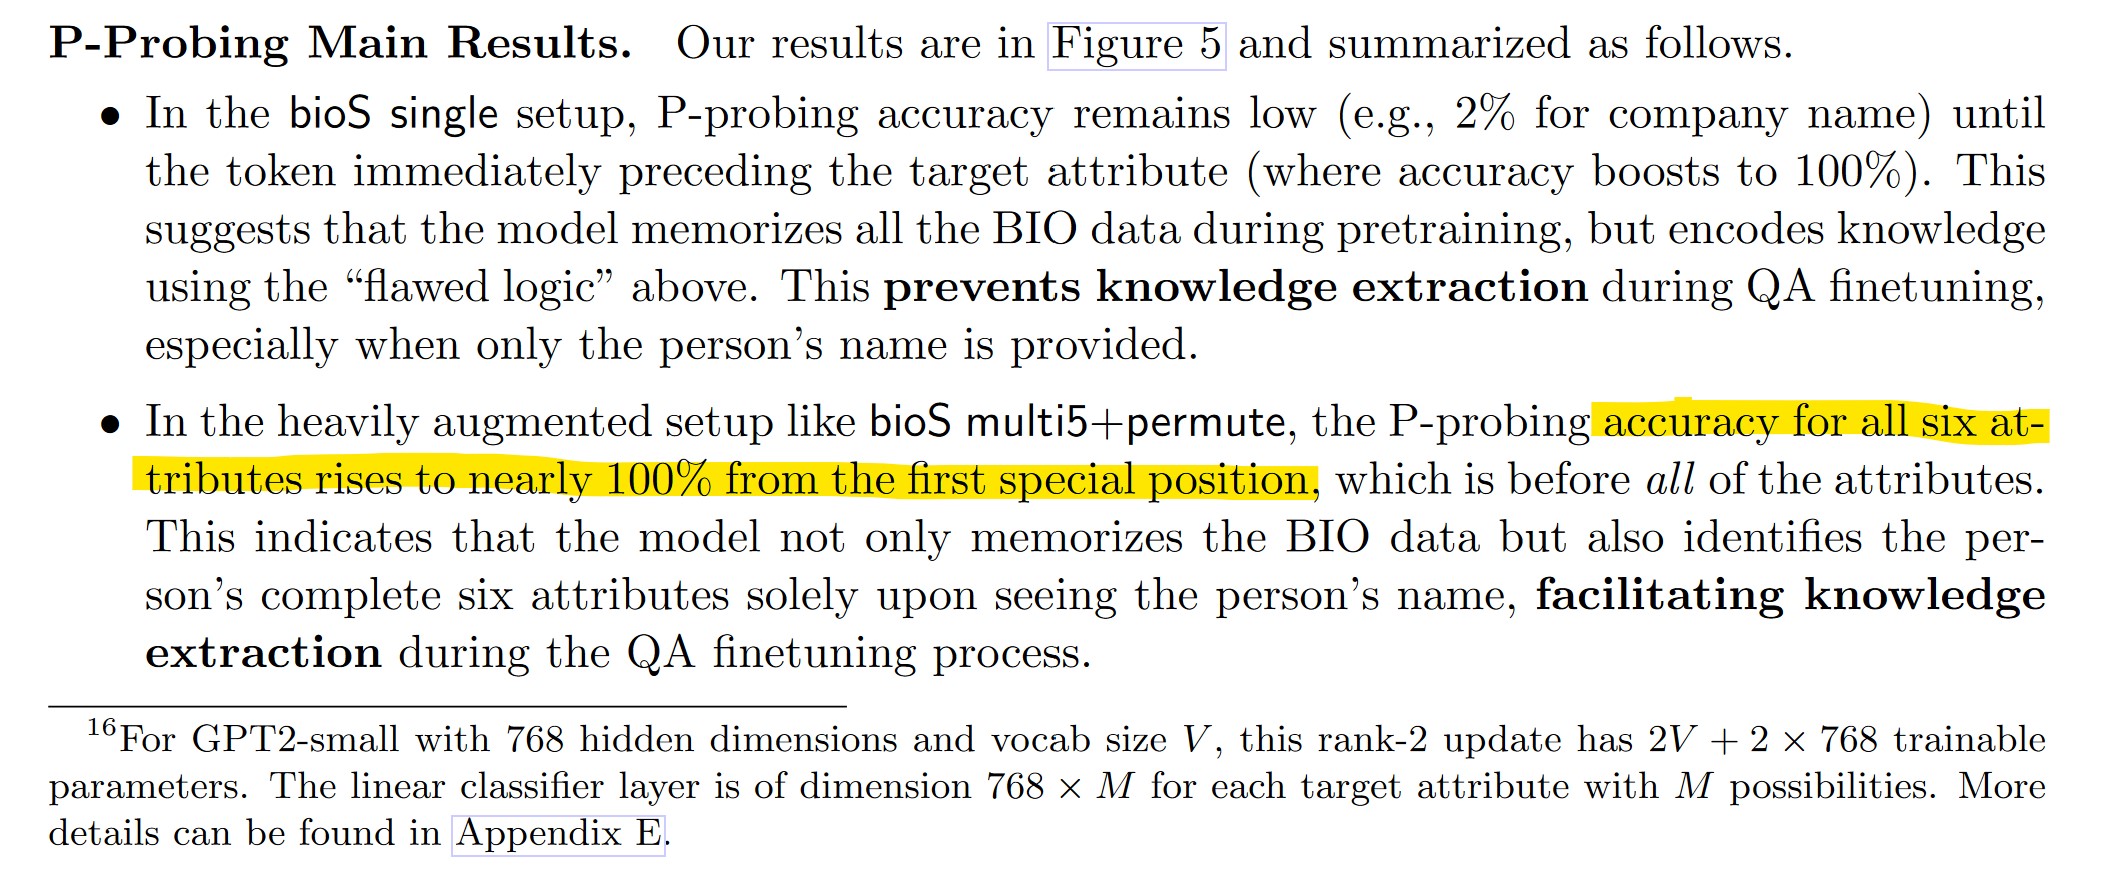 P-Probing Main Results. Our results are in Figure 5 and summarized as follows.
• In the bioS single setup, P-probing accuracy remains low (e.g., 2% for company name) until
the token immediately preceding the target attribute (where accuracy boosts to 100%). This
suggests that the model memorizes all the BIO data during pretraining, but encodes knowledge
using the “flawed logic” above. This prevents knowledge extraction during QA finetuning,
especially when only the person’s name is provided.
• In the heavily augmented setup like bioS multi5+permute, the P-probing accuracy for all six at-
tributes rises to nearly 100% from the first special position, which is before all of the attributes.
This indicates that the model not only memorizes the BIO data but also identifies the per-
son’s complete six attributes solely upon seeing the person’s name, facilitating knowledge
extraction during the QA finetuning process.
16For GPT2-small with 768 hidden dimensions and vocab size V, this rank-2 update has 2V + 2 × 768 trainable
parameters. The linear classifier layer is of dimension 768 × M for each target attribute with M possibilities. More
details can be found in Appendix E.